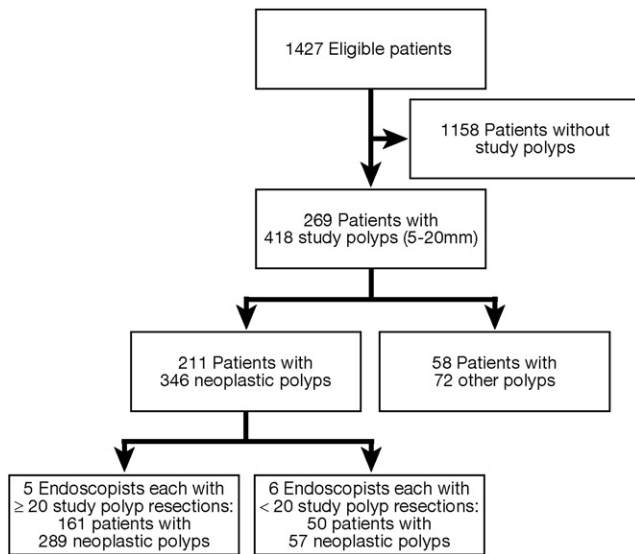 1427 Eligible patients
1158 Patients without
study polyps
269 Patients with
418 study polyps (5-20mm)
211 Patients with
346 neoplastic polyps
58 Patients with
72 other polyps
5 Endoscopists each with
≥ 20 study polyp resections:
161 patients with
289 neoplastic polyps
6 Endoscopists each with
< 20 study polyp resections:
50 patients with
57 neoplastic polyps